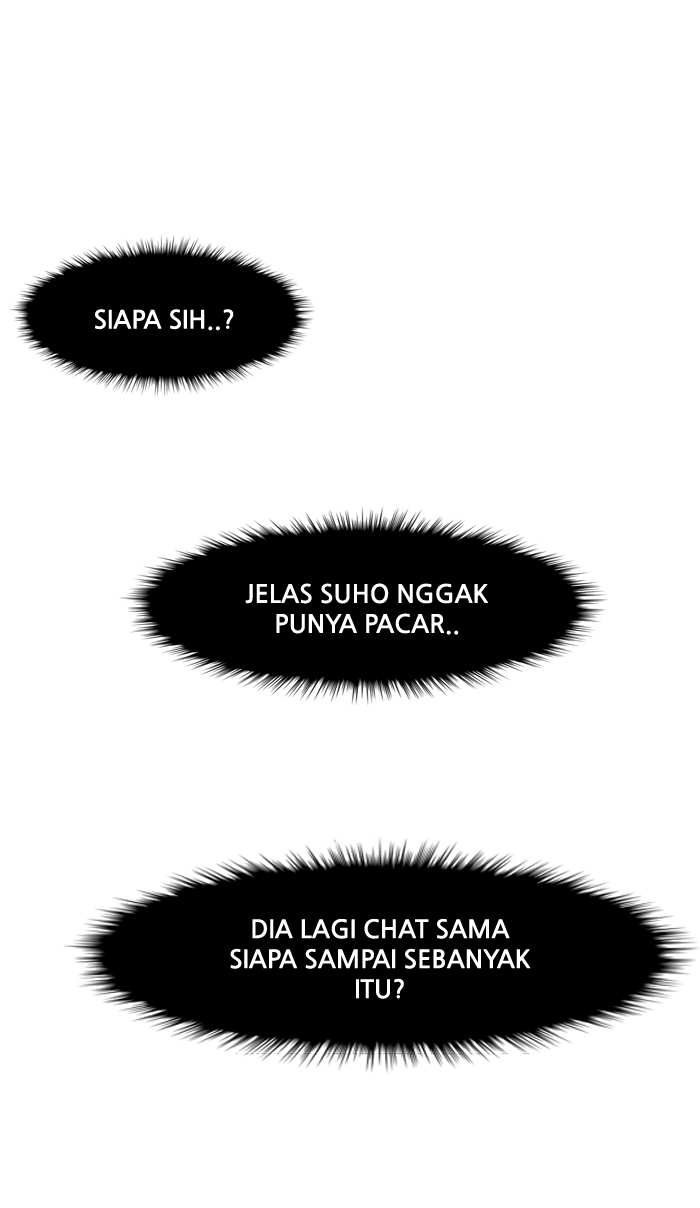 SIAPA SIH..?
JELAS SUHO NGGAK
PUNYA PACAR..
DIA LAGI CHAT SAMA
SIAPA SAMPAI SEBANYAK
ITU?